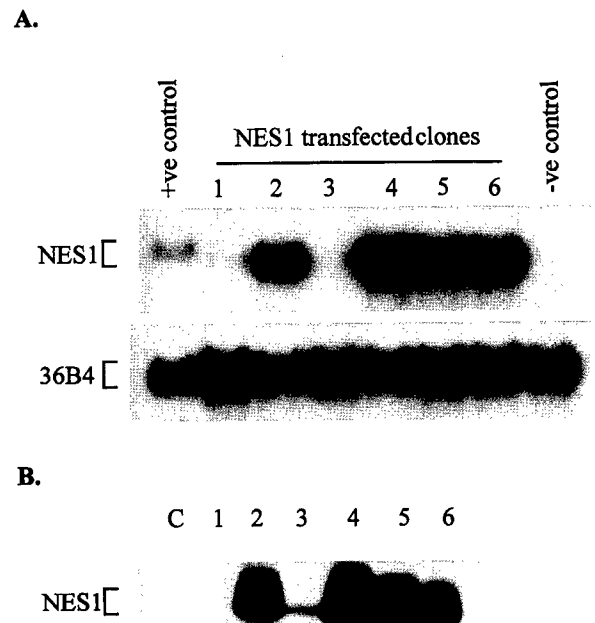 A.
+ve control
NES1 transfected clones
-ve control
1 2 3 4 5 6
NES1
36B4
B.
C 1 2 3 4 5 6
NES1